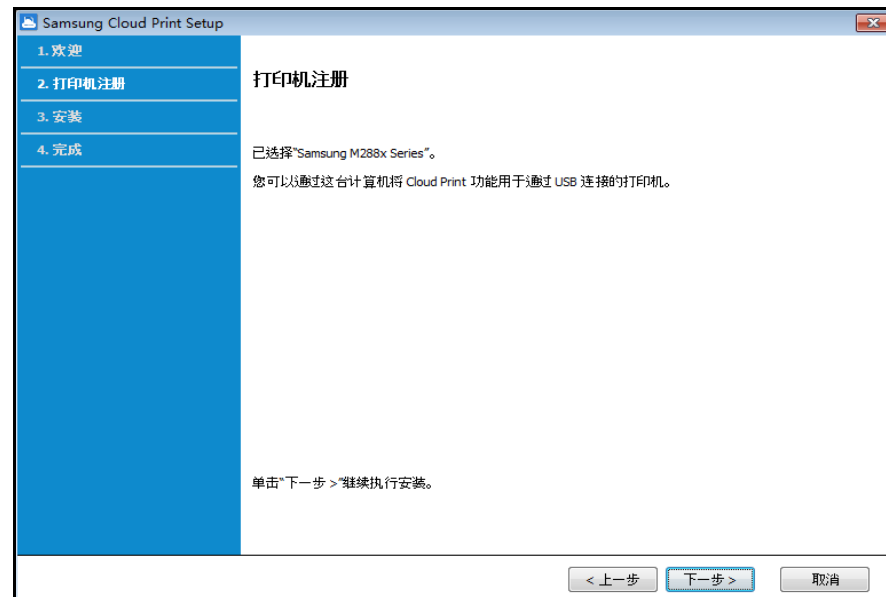 Samsung Cloud Print Setup
1. 欢迎
2. 打印机注册
3. 安装
4. 完成
打印机注册
已选择"Samsung M288x Series"。
您可以通过这台计算机将 Cloud Print 功能用于通过 USB 连接的打印机。
单击"下一步 >"继续执行安装。
< 上一步
下一步 >
取消